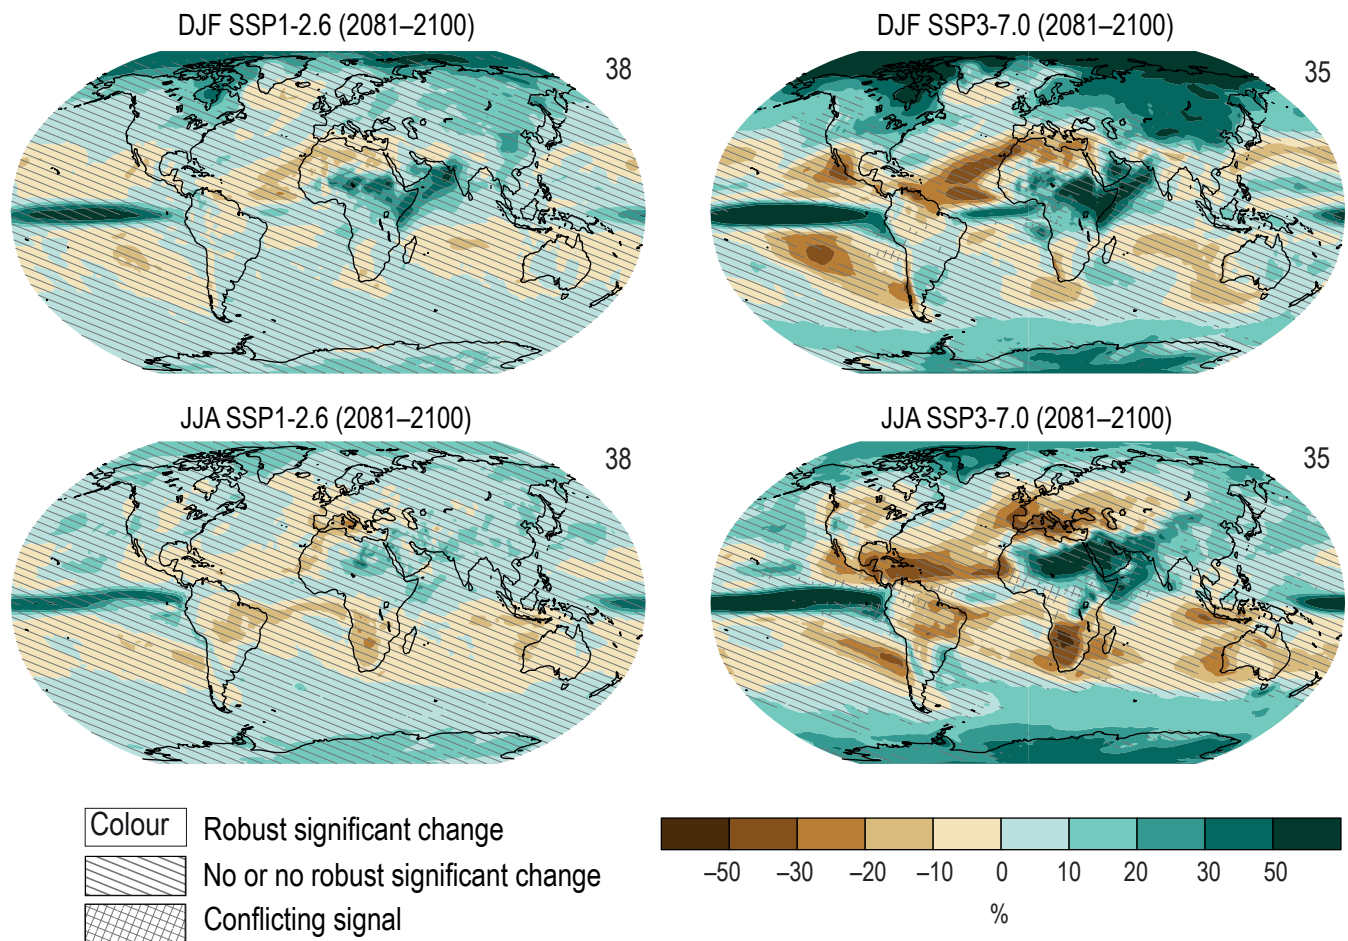 DJF SSP1-2.6 (2081–2100)
38
DJF SSP3-7.0 (2081–2100)
35
JJA SSP1-2.6 (2081–2100)
38
JJA SSP3-7.0 (2081–2100)
35
Colour Robust significant change
No or no robust significant change
Conflicting signal
–50 –30 –20 –10 0 10 20 30 50
%